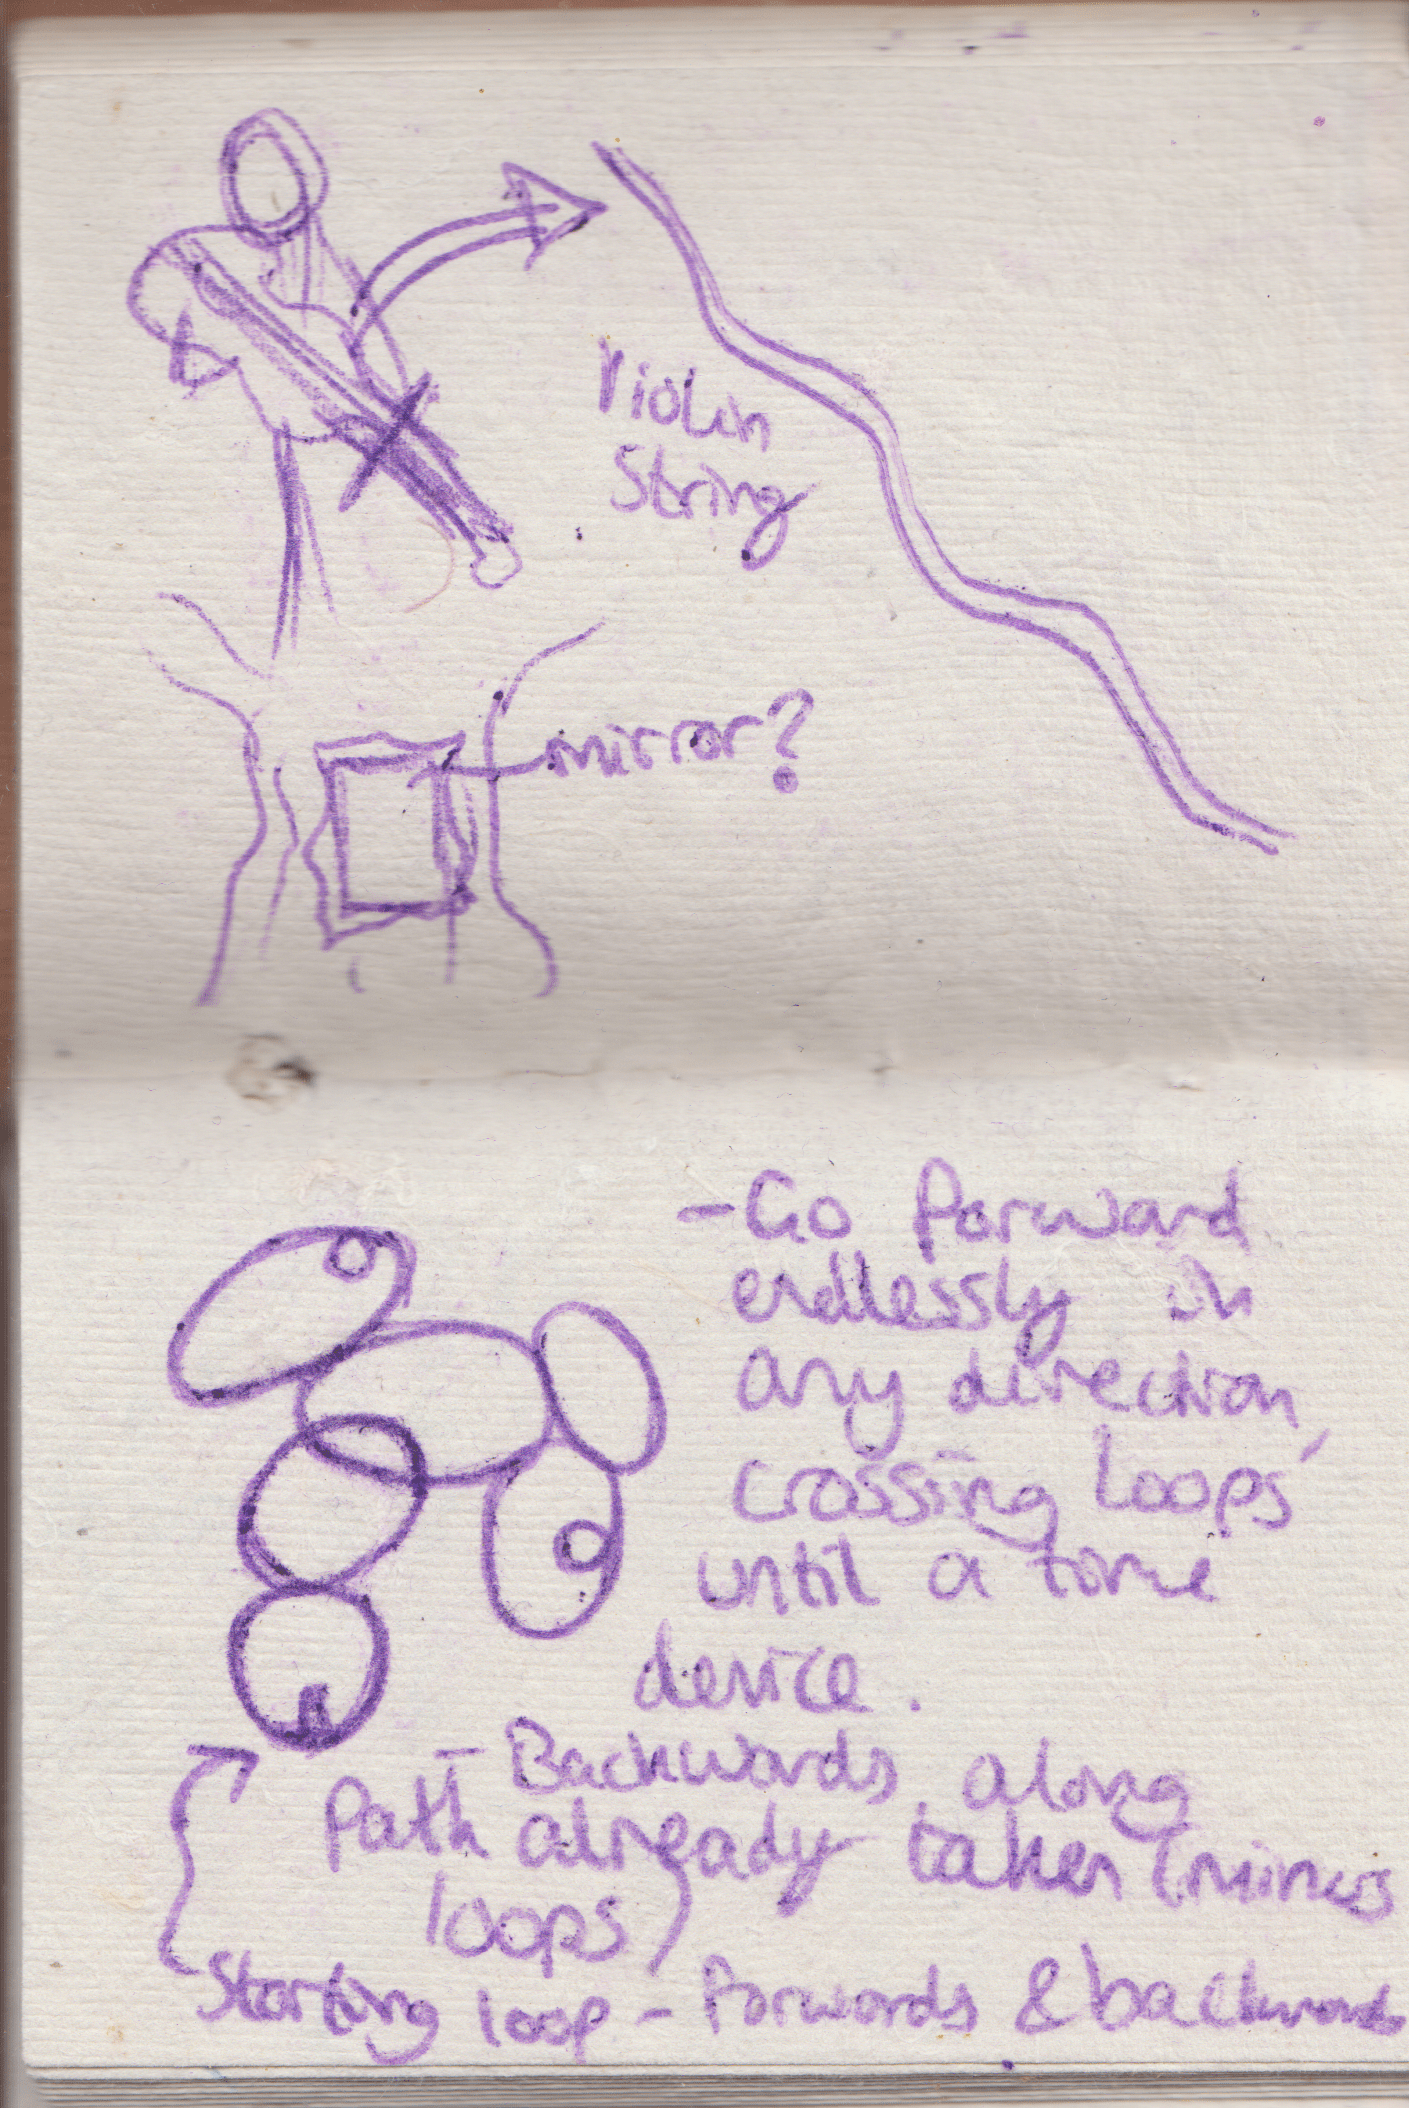 Violin
String
mirror?
- Go forward
endlessly in
any direction,
crossing loops
until a time
device.
- Backwards along
path already taken (minus
loops)
Starting loop - forwards & backwards